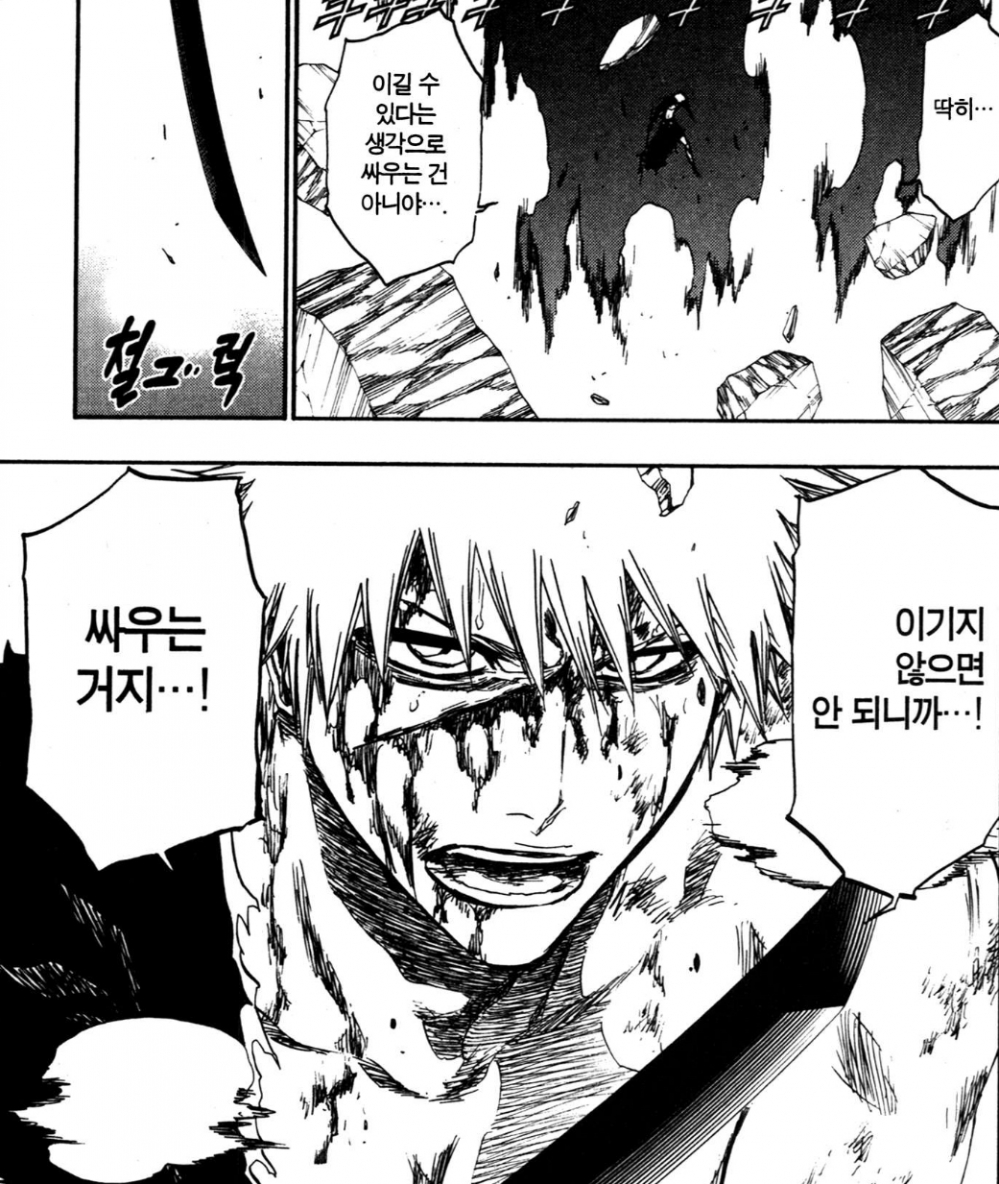 딱히…
이길 수
있다는
생각으로
싸우는 건
아니야….
철그럭
이기지
않으면
안 되니까…!
싸우는
거지…!